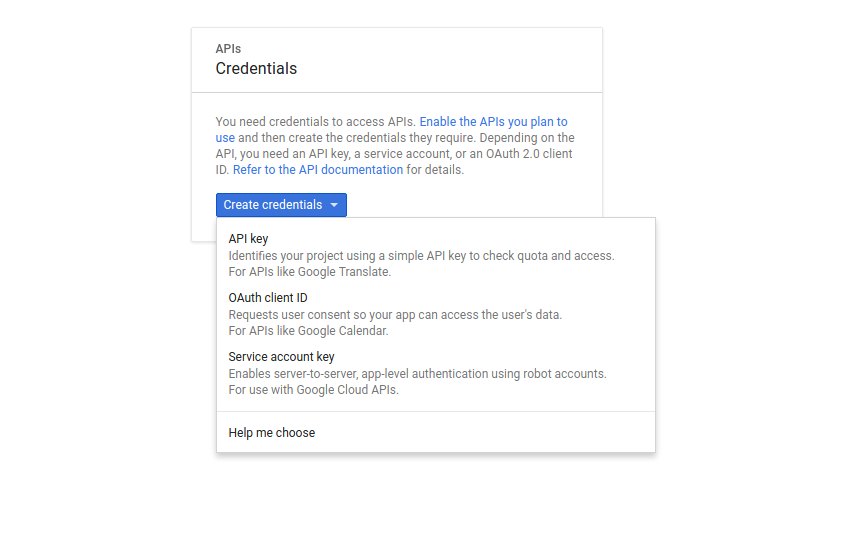 APIs
Credentials
You need credentials to access APIs. Enable the APIs you plan to
use and then create the credentials they require. Depending on the
API, you need an API key, a service account, or an OAuth 2.0 client
ID. Refer to the API documentation for details.
Create credentials
API key
Identifies your project using a simple API key to check quota and access.
For APIs like Google Translate.
OAuth client ID
Requests user consent so your app can access the user's data.
For APIs like Google Calendar.
Service account key
Enables server-to-server, app-level authentication using robot accounts.
For use with Google Cloud APIs.
Help me choose